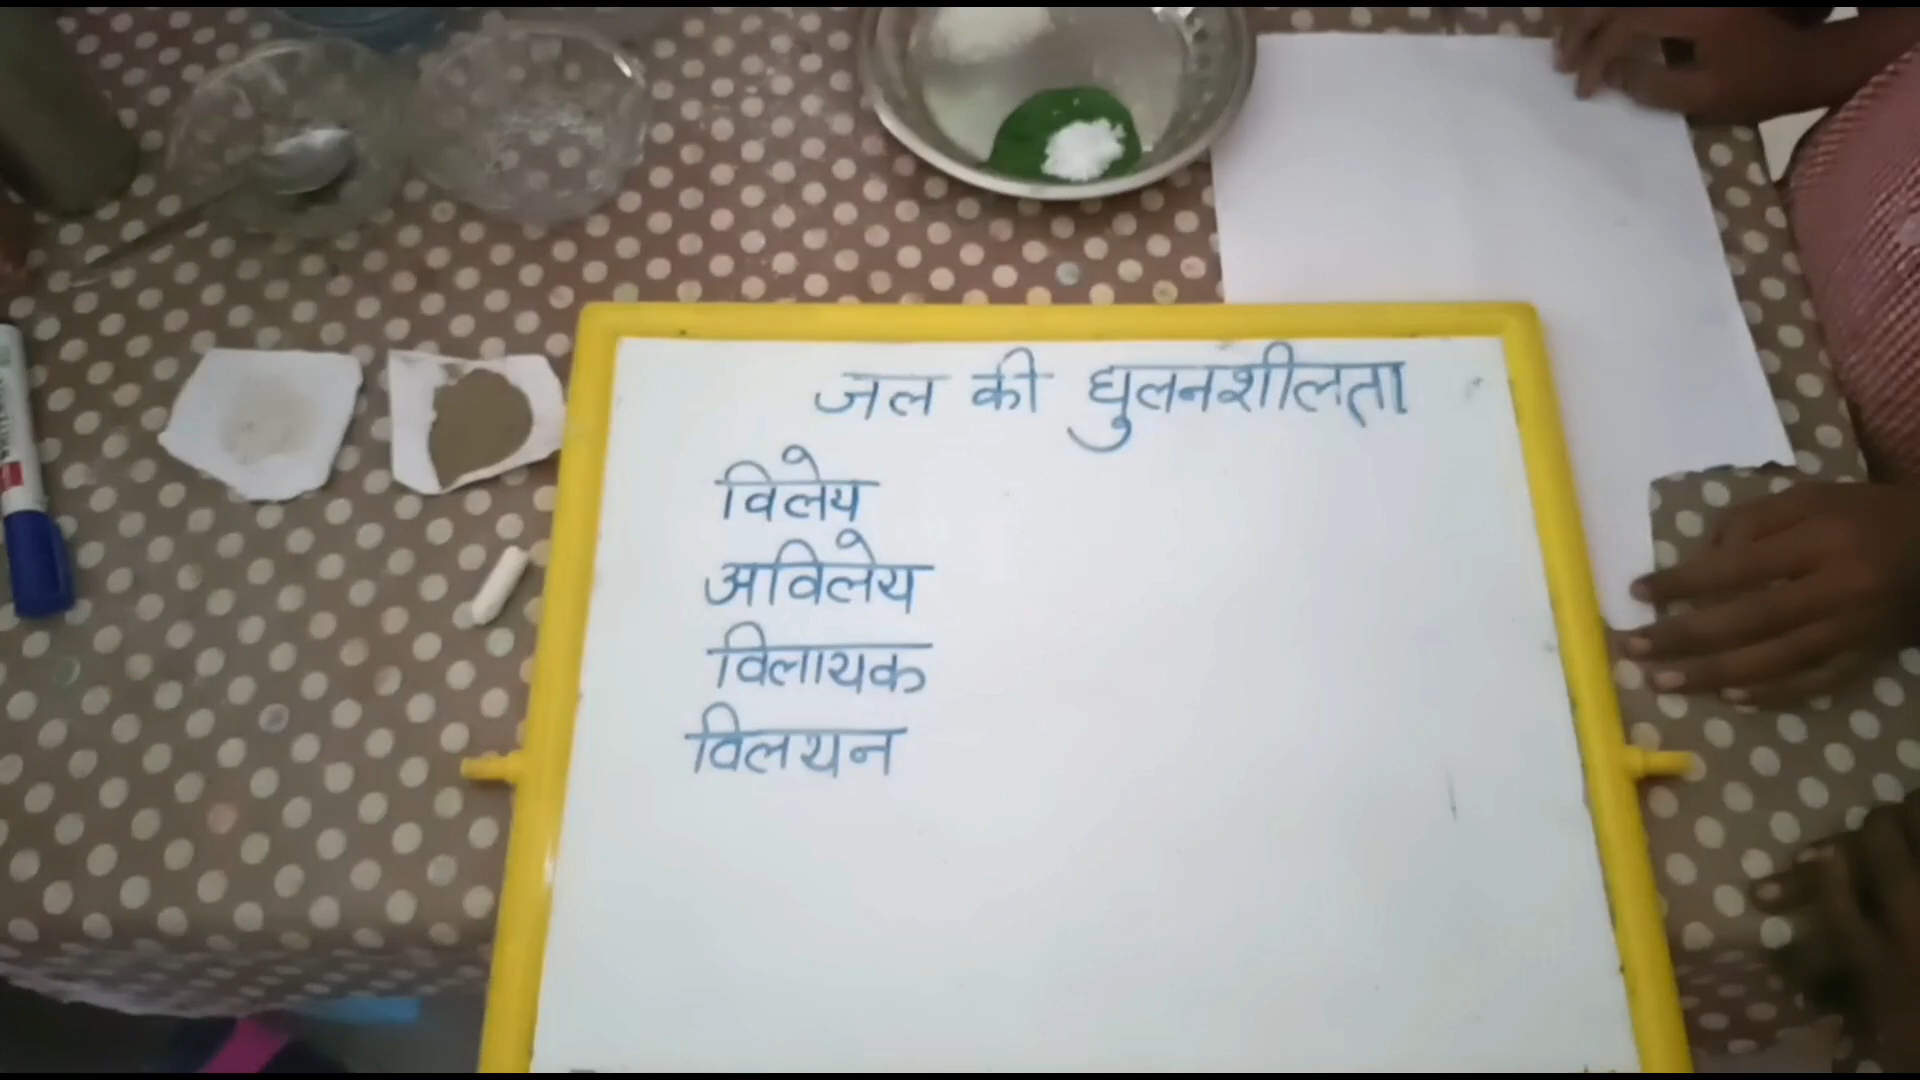 जल की घुलनशीलता
विलेय
अविलेय
विलायक
विलयन